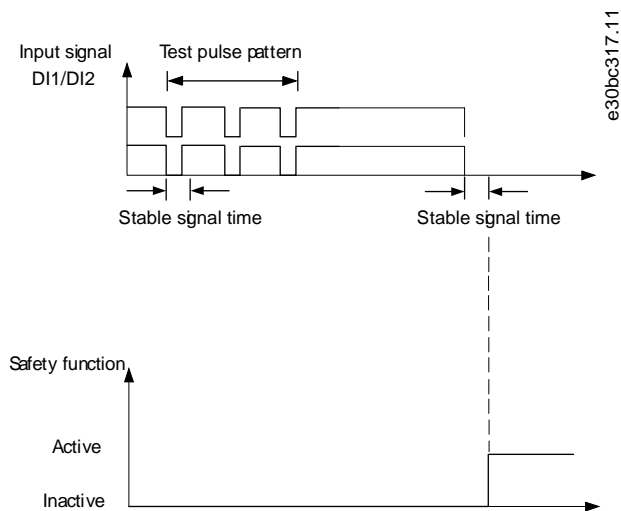 e30bc317.11
Input signal
DI1/DI2
Test pulse pattern
Stable signal time
Stable signal time
Safety function
Active
Inactive